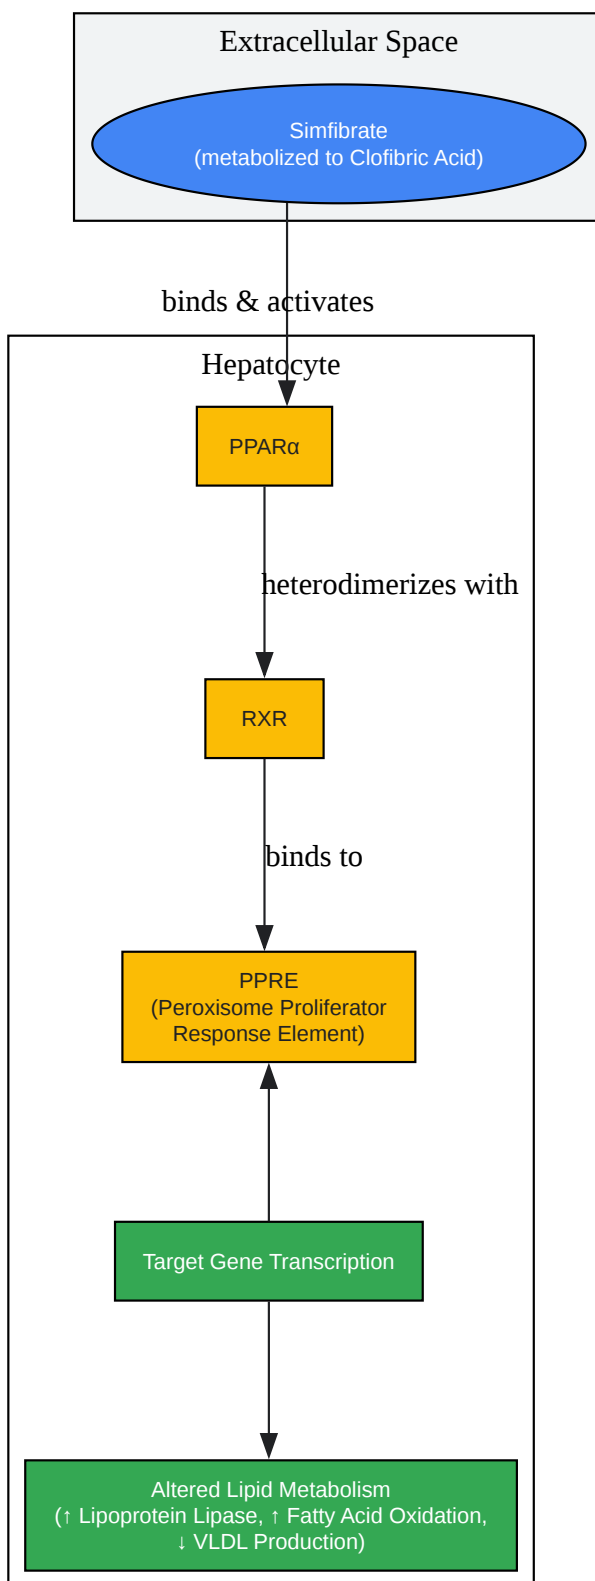 Extracellular Space
Simfibrate
(metabolized to Clofibric Acid)
binds & activates
Hepatocyte
PPARα
heterodimerizes with
RXR
binds to
PPRE
(Peroxisome Proliferator
Response Element)
Target Gene Transcription
Altered Lipid Metabolism
(↑ Lipoprotein Lipase, ↑ Fatty Acid Oxidation,
↓ VLDL Production)